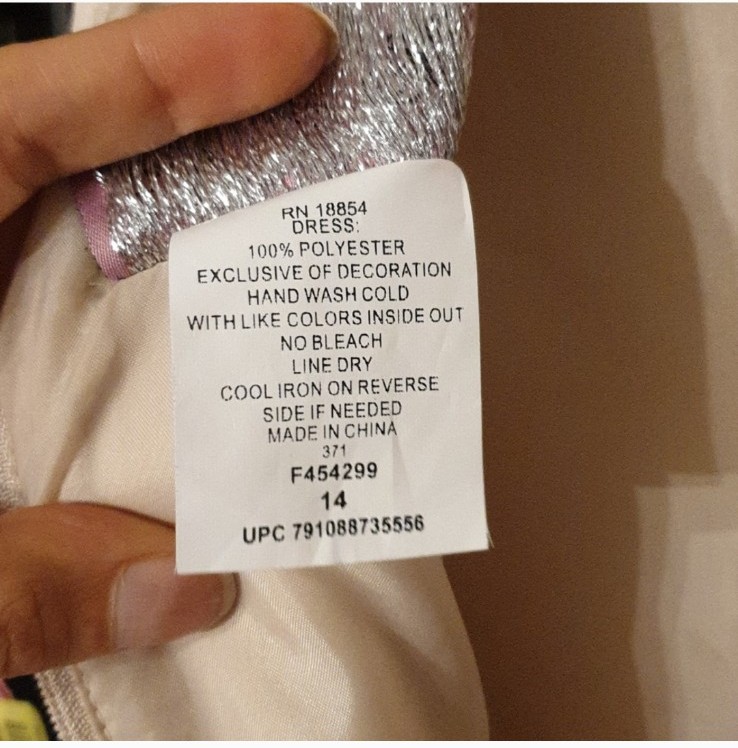 RN 18854
DRESS:
100% POLYESTER
EXCLUSIVE OF DECORATION
HAND WASH COLD
WITH LIKE COLORS INSIDE OUT
NO BLEACH
LINE DRY
COOL IRON ON REVERSE
SIDE IF NEEDED
MADE IN CHINA
371
F454299
14
UPC 791088735556